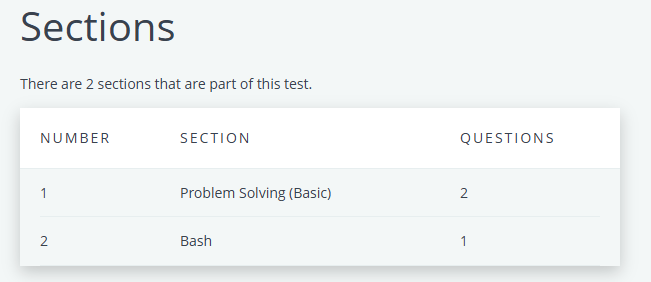 Sections
There are 2 sections that are part of this test.
NUMBER SECTION QUESTIONS
1 Problem Solving (Basic) 2
2 Bash 1